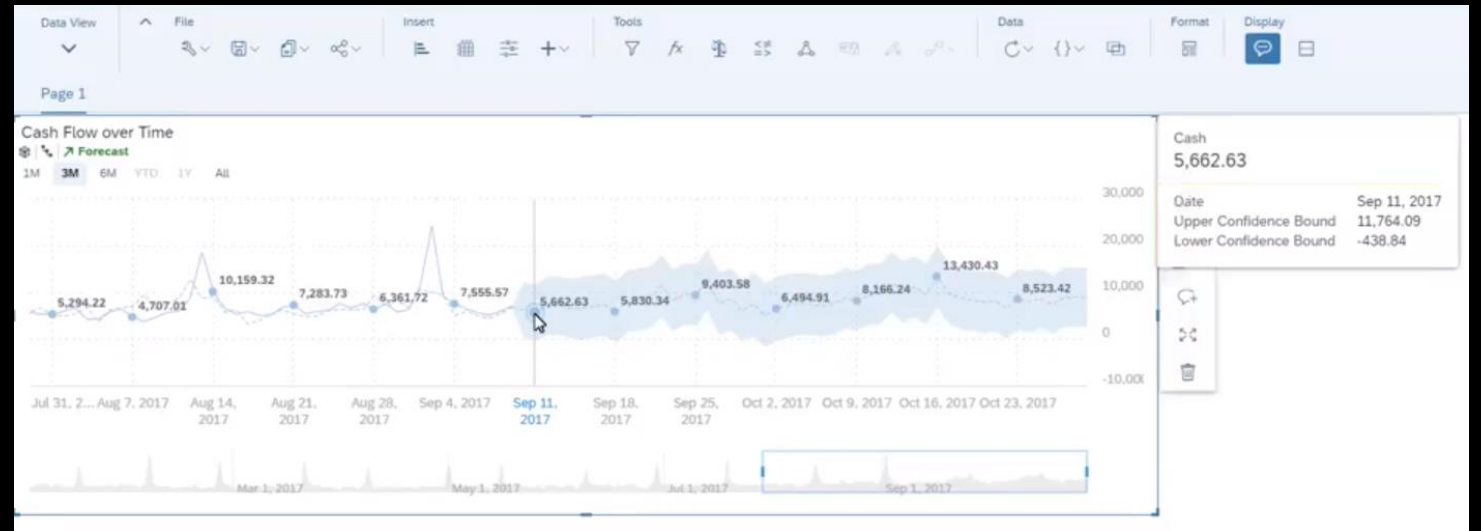 Data View File Insert Tools Data Format Display
Page 1
Cash Flow over Time
Forecast
1M 3M 6M YTD 1Y All
30,000
20,000
10,000
0
-10,00
5,294.22
4,707.01
10,159.32
7,283.73
6,361.72
7,555.57
5,662.63
5,830.34
9,403.58
6,494.91
8,166.24
13,430.43
8,523.42
Jul 31, 2... Aug 7, 2017 Aug 14, Aug 21, Aug 28, Sep 4, 2017 Sep 11, Sep 18, Sep 25, Oct 2, 2017 Oct 9, 2017 Oct 16, 2017 Oct 23, 2017
2017 2017 2017 2017 2017 2017
Mar 1, 2017 May 1, 2017 Jul 1, 2017 Sep 1, 2017
Cash
5,662.63
Date Sep 11, 2017
Upper Confidence Bound 11,764.09
Lower Confidence Bound -438.84